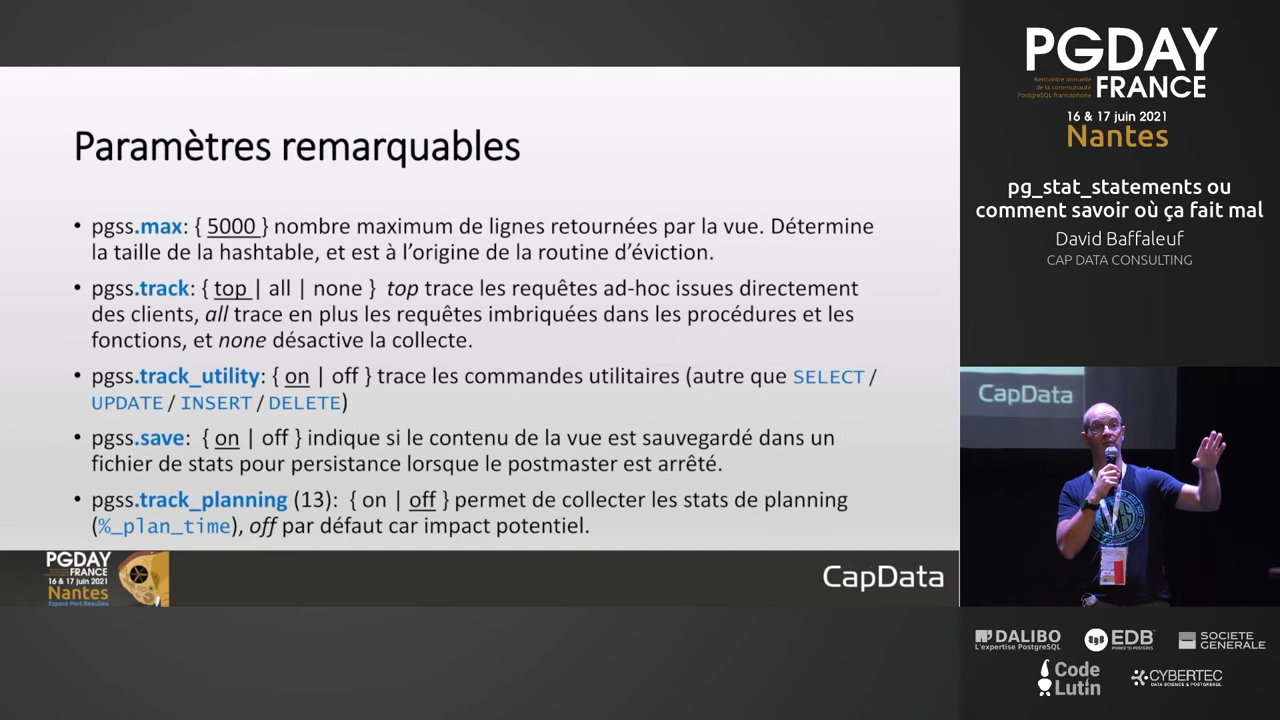 Paramètres remarquables
• pgss.max: { 5000 } nombre maximum de lignes retournées par la vue. Détermine
la taille de la hashtable, et est à l’origine de la routine d’éviction.
• pgss.track: { top | all | none } top trace les requêtes ad-hoc issues directement
des clients, all trace en plus les requêtes imbriquées dans les procédures et les
fonctions, et none désactive la collecte.
• pgss.track_utility: { on | off } trace les commandes utilitaires (autre que SELECT /
UPDATE / INSERT / DELETE)
• pgss.save: { on | off } indique si le contenu de la vue est sauvegardé dans un
fichier de stats pour persistance lorsque le postmaster est arrêté.
• pgss.track_planning (13): { on | off } permet de collecter les stats de planning
(%_plan_time), off par défaut car impact potentiel.
PGDAY
FRANCE
16 & 17 juin 2021
Nantes
Espace Port Beaulieu
CapData
PGDAY
Rencontre annuelle
de la communauté
PostgreSQL francophone
FRANCE
16 & 17 juin 2021
Nantes
pg_stat_statements ou
comment savoir où ça fait mal
David Baffaleuf
CAP DATA CONSULTING
CapData
DALIBO
L'expertise PostgreSQL
EDB
POWER TO POSTGRES
SOCIETE
GENERALE
Code
Lutin
CYBERTEC
DATA SCIENCE & POSTGRESQL